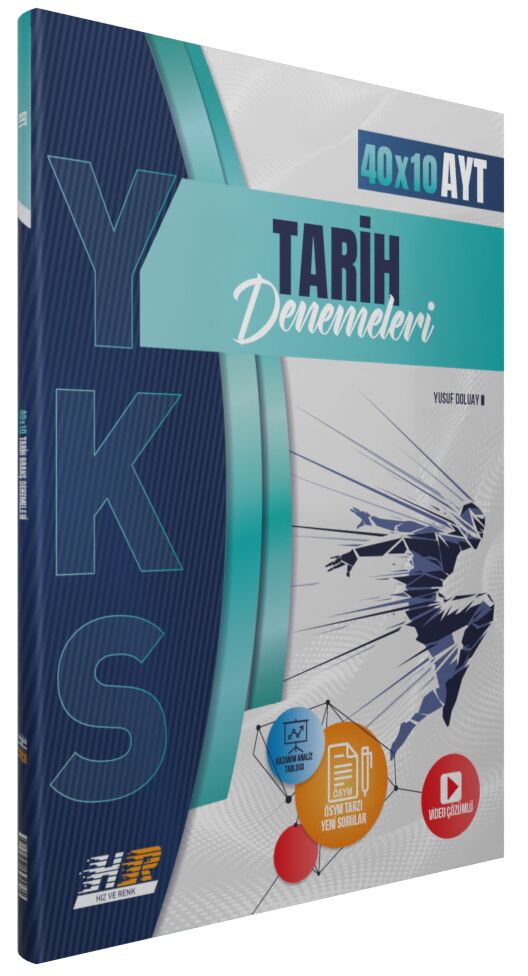 YKS
40x10 AYT
TARİH
Denemeleri
YUSUF DOLUAY
KAZANIM ANALİZ
TABLOSU
ÖSYM
ÖSYM TARZI
YENİ SORULAR
VİDEO ÇÖZÜMLÜ
HR
HIZ VE RENK
40x10 TARİH BRANŞ DENEMELERİ